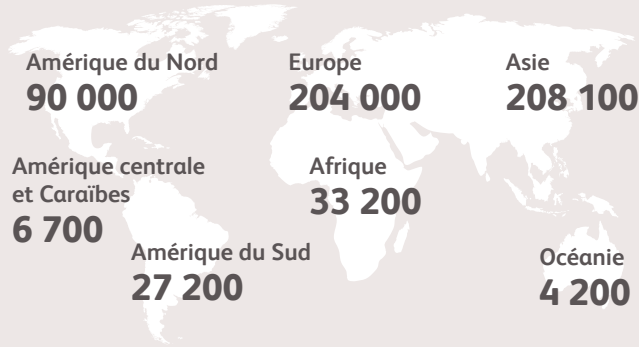 Amérique du Nord
90 000
Europe
204 000
Asie
208 100
Amérique centrale
et Caraïbes
6 700
Afrique
33 200
Amérique du Sud
27 200
Océanie
4 200